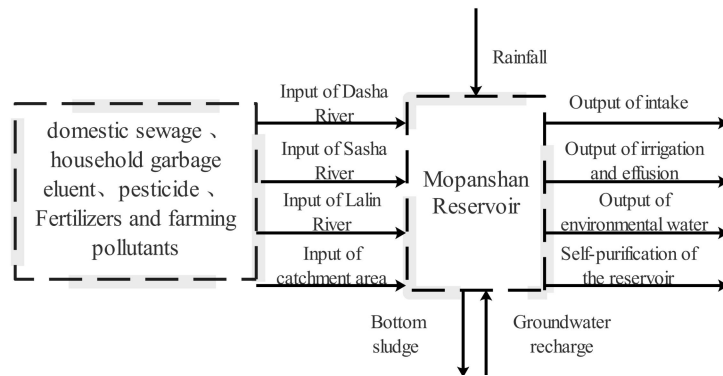 Rainfall
domestic sewage 、
household garbage
eluent、pesticide 、
Fertilizers and farming
pollutants
Input of Dasha
River
Input of Sasha
River
Input of Lalin
River
Input of
catchment area
Mopanshan
Reservoir
Output of intake
Output of irrigation
and effusion
Output of
environmental water
Self-purification of
the reservoir
Bottom
sludge
Groundwater
recharge